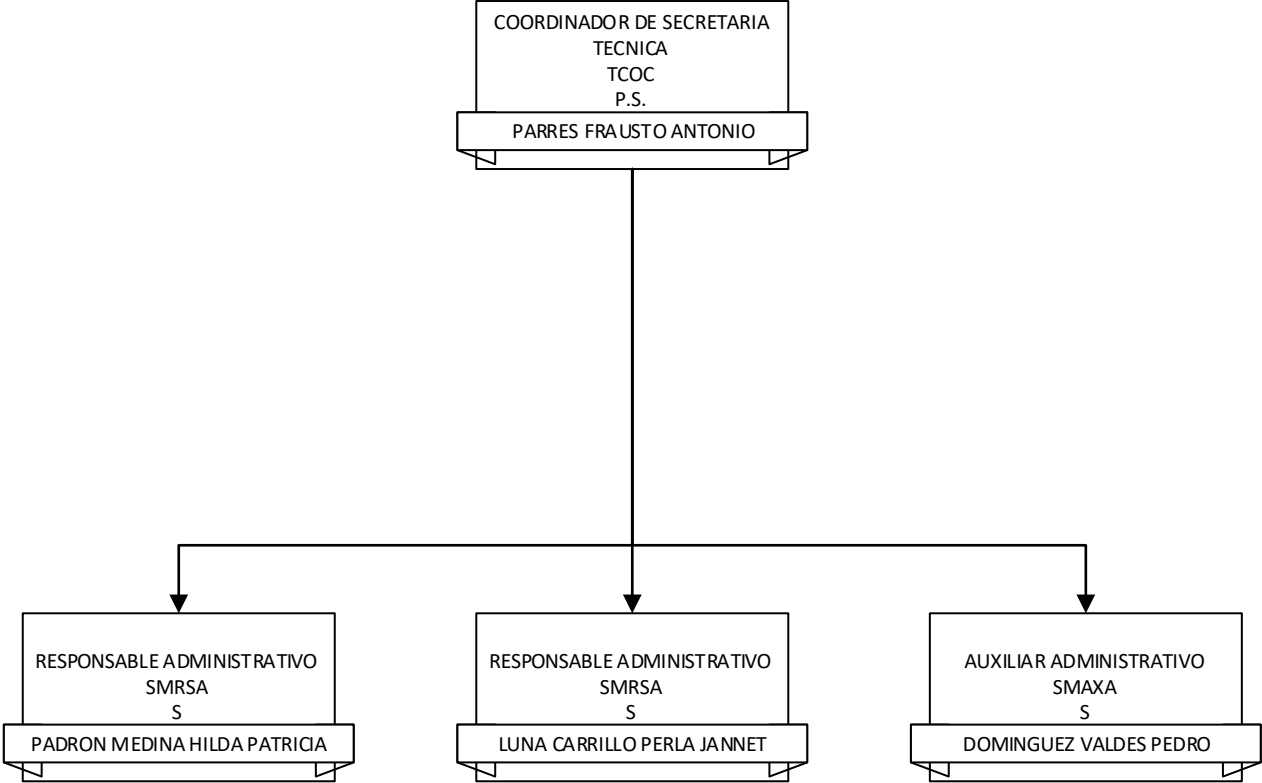 COORDINADOR DE SECRETARIA
TECNICA
TCOC
P.S.
PARRES FRAUSTO ANTONIO
RESPONSABLE ADMINISTRATIVO
SMRSA
S
PADRON MEDINA HILDA PATRICIA
RESPONSABLE ADMINISTRATIVO
SMRSA
S
LUNA CARRILLO PERLA JANNET
AUXILIAR ADMINISTRATIVO
SMAXA
S
DOMINGUEZ VALDES PEDRO